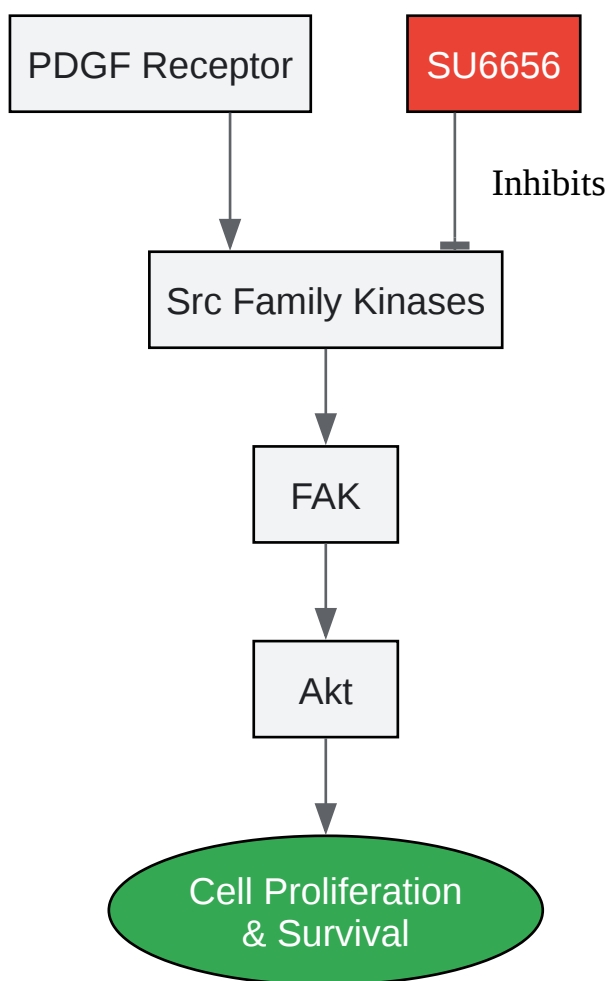 PDGF Receptor
SU6656
Inhibits
Src Family Kinases
FAK
Akt
Cell Proliferation
& Survival